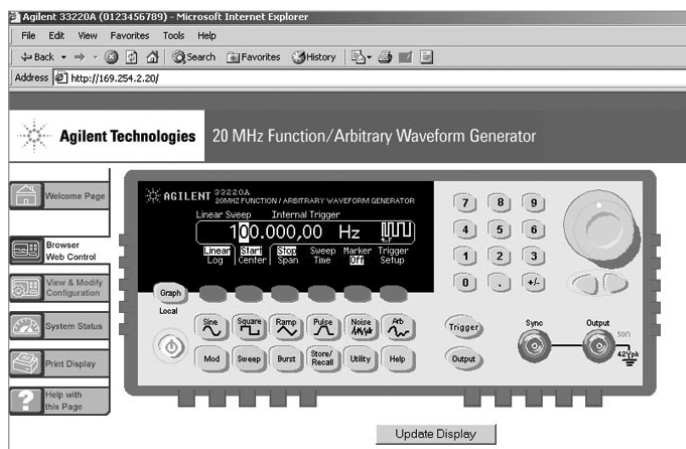 Agilent 33220A (0123456789) - Microsoft Internet Explorer
File Edit View Favorites Tools Help
Back Search Favorites History
Address http://169.254.2.20/
Agilent Technologies 20 MHz Function/Arbitrary Waveform Generator
Welcome Page
Browser
Web Control
View & Modify
Configuration
System Status
Print Display
Help with
this Page
AGILENT 33220A
20MHZ FUNCTION / ARBITRARY WAVEFORM GENERATOR
Linear Sweep Internal Trigger
100.000,00 Hz
Linear Start Stop Sweep Marker Trigger
Log Center Span Time Off Setup
Graph
Local
Sine Square Ramp Pulse Noise Arb
Mod Sweep Burst Store/
Recall Utility Help
7 8 9
4 5 6
1 2 3
0 . +/-
Trigger
Output
Sync Output
50Ω
42Vpk
Update Display